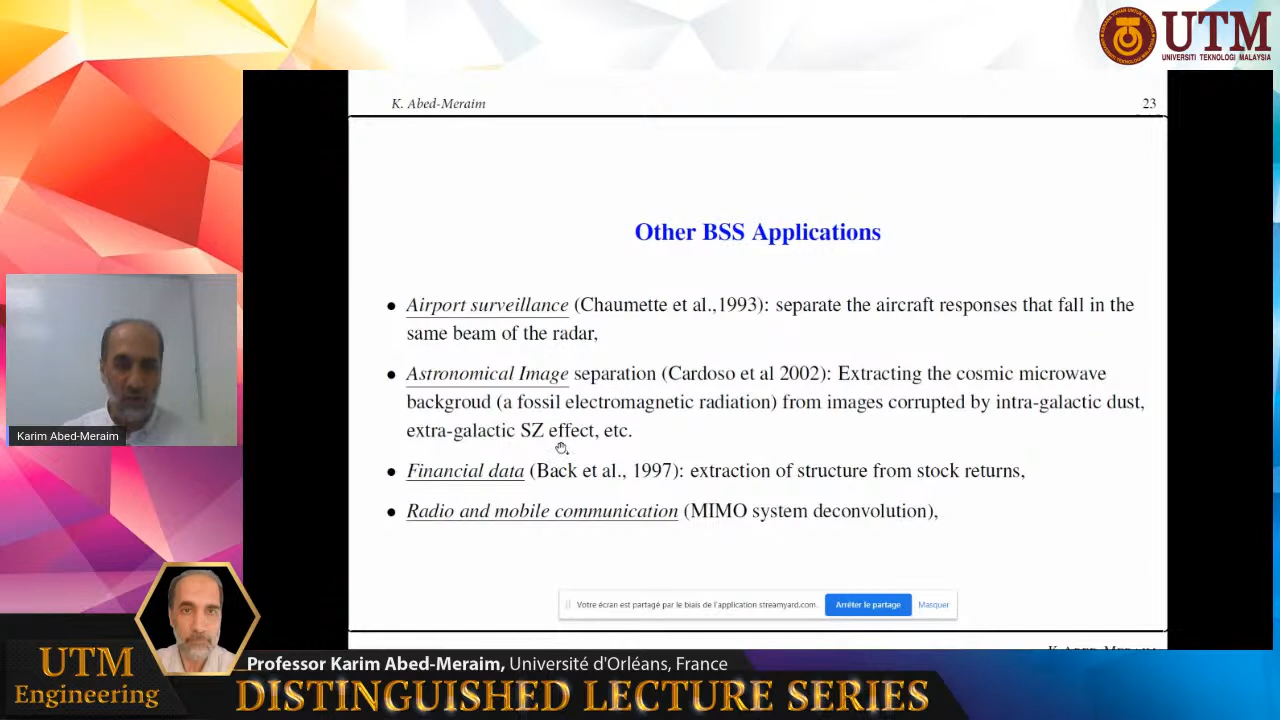 UTM
UNIVERSITI TEKNOLOGI MALAYSIA
K. Abed-Meraim
23
Other BSS Applications
• Airport surveillance (Chaumette et al.,1993): separate the aircraft responses that fall in the
same beam of the radar,
• Astronomical Image separation (Cardoso et al 2002): Extracting the cosmic microwave
backgroud (a fossil electromagnetic radiation) from images corrupted by intra-galactic dust,
extra-galactic SZ effect, etc.
• Financial data (Back et al., 1997): extraction of structure from stock returns,
• Radio and mobile communication (MIMO system deconvolution),
Karim Abed-Meraim
Votre écran est partagé par le biais de l'application streamyard.com.
Arrêter le partage
Masquer
K. ABED-MERAIM
Professor Karim Abed-Meraim, Université d'Orléans, France
UTM
Engineering
DISTINGUISHED LECTURE SERIES